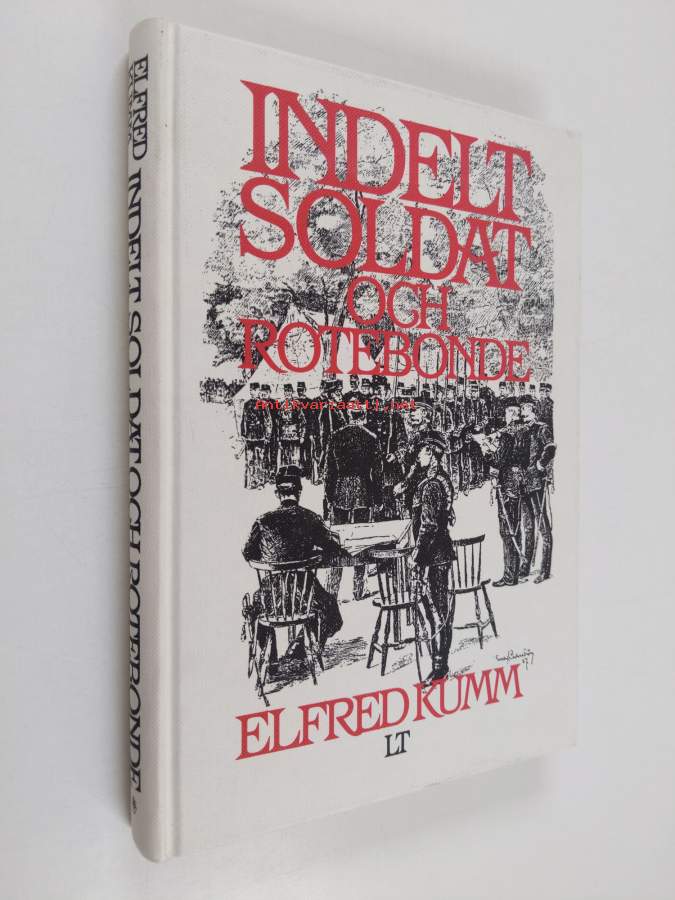 INDELT
SOLDAT
OCH
ROTEBONDE
Antikvariaatti.net
ELFRED KUMM
LT
ELFRED
KUMM
INDELT SOLDAT OCH ROTEBONDE